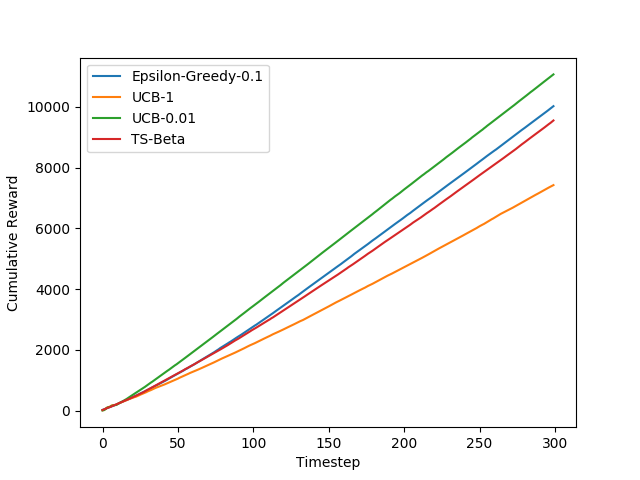 Epsilon-Greedy-0.1
UCB-1
UCB-0.01
TS-Beta
10000
8000
6000
4000
2000
0
Cumulative Reward
0 50 100 150 200 250 300
Timestep